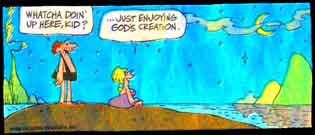 WHATCHA DOIN'
UP HERE, KID?
...JUST ENJOYING
GOD'S CREATION.